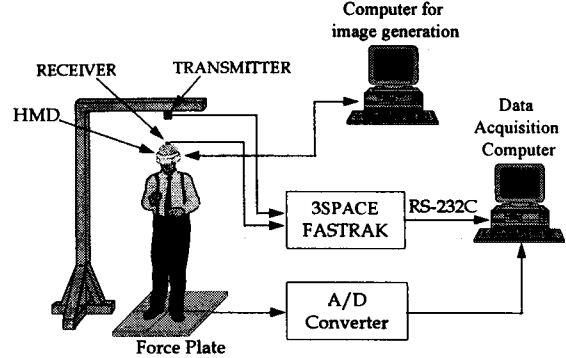 Computer for
image generation
RECEIVER
TRANSMITTER
HMD
Data
Acquisition
Computer
3SPACE
FASTRAK
RS-232C
A/D
Converter
Force Plate